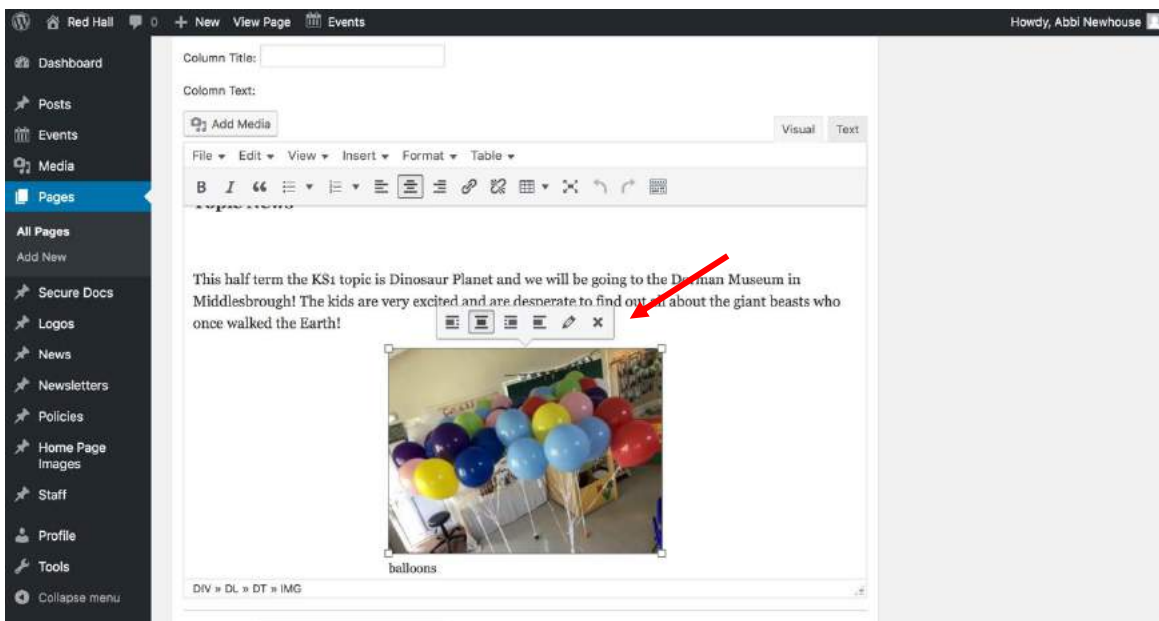 Red Hall 0 + New View Page Events Howdy, Abbi Newhouse
Dashboard
Posts
Events
Media
Pages
All Pages
Add New
Secure Docs
Logos
News
Newsletters
Policies
Home Page
Images
Staff
Profile
Tools
Collapse menu
Column Title:
Colomn Text:
Add Media
Visual Text
File Edit View Insert Format Table
B I
Topic News
This half term the KS1 topic is Dinosaur Planet and we will be going to the Dorman Museum in
Middlesbrough! The kids are very excited and are desperate to find out all about the giant beasts who
once walked the Earth!
balloons
DIV » DL » DT » IMG